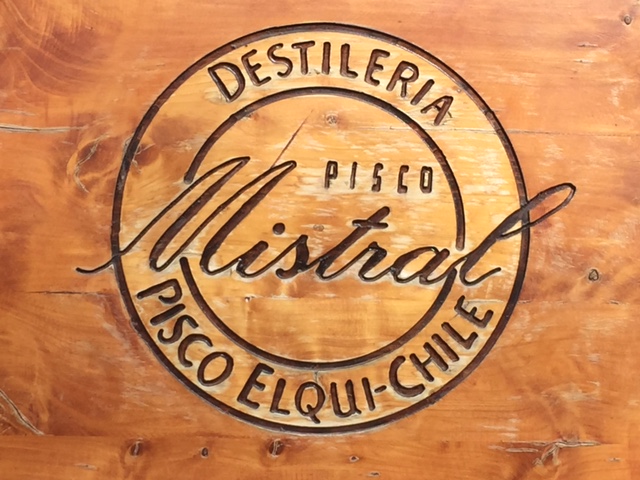 DESTILERIA
PISCO
Mistral
PISCO ELQUI-CHILE